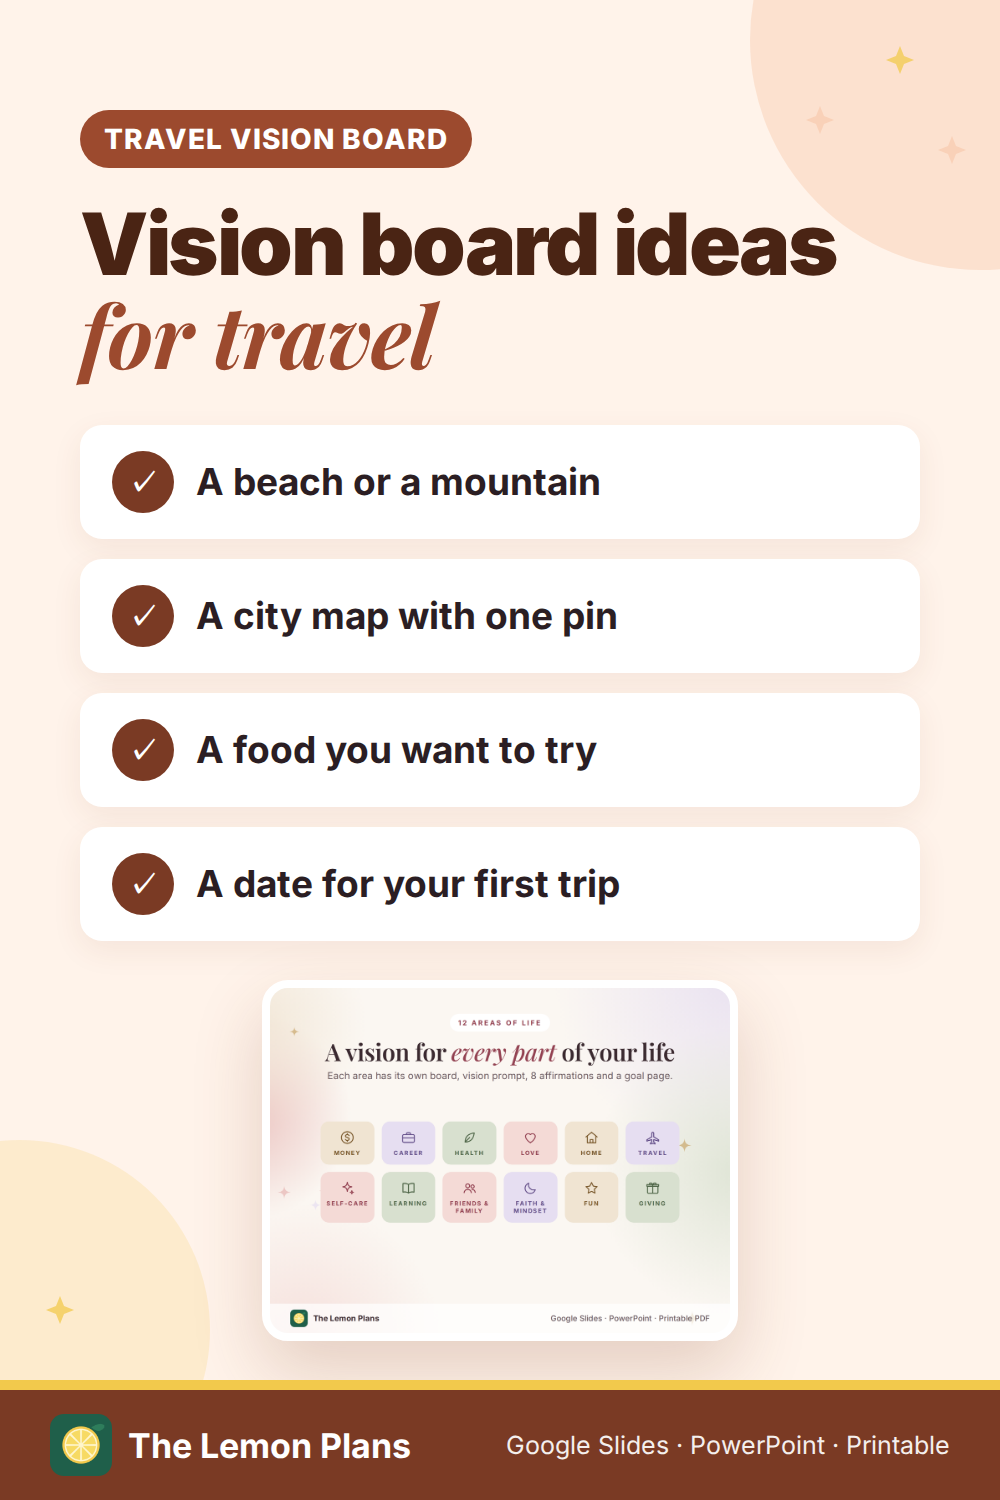 TRAVEL VISION BOARD
Vision board ideas
for travel
✓ A beach or a mountain
✓ A city map with one pin
✓ A food you want to try
✓ A date for your first trip
12 AREAS OF LIFE
A vision for every part of your life
Each area has its own board, vision prompt, 8 affirmations and a goal page.
MONEY CAREER HEALTH LOVE HOME TRAVEL
SELF-CARE LEARNING FRIENDS & FAMILY FAITH & MINDSET FUN GIVING
The Lemon Plans Google Slides · PowerPoint · Printable PDF
The Lemon Plans Google Slides · PowerPoint · Printable